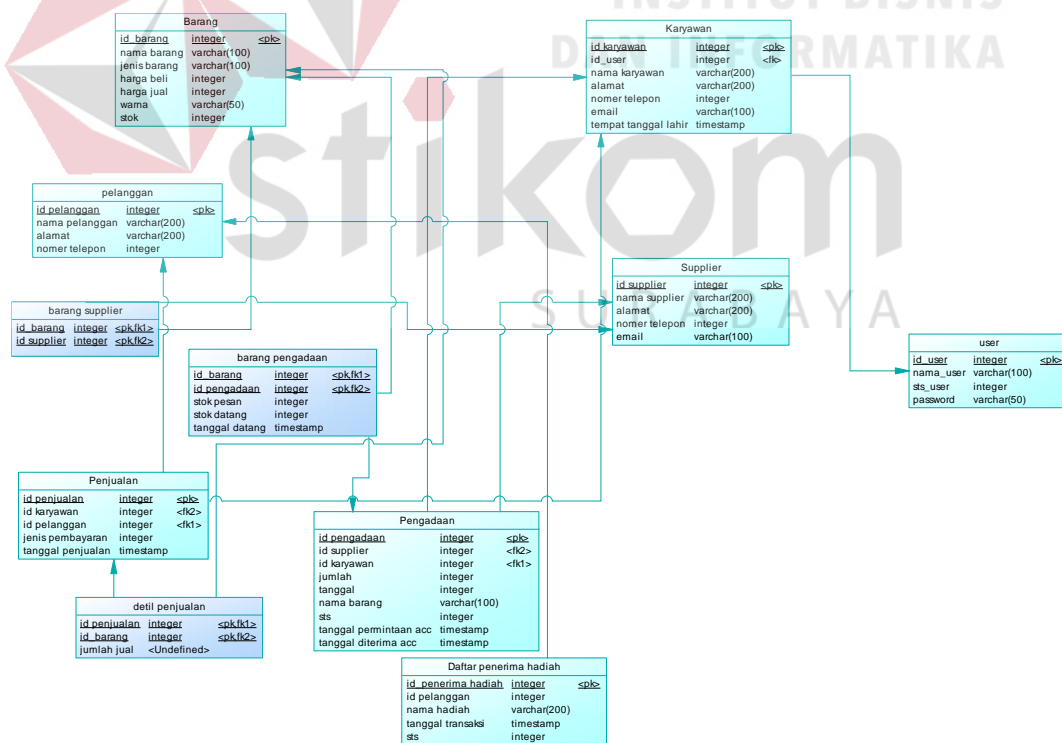 INSTITUT BISNIS
DAN INFORMATIKA
stikom
SURABAYA
Barang
id_barang integer <pk>
nama barang varchar(100)
jenis barang varchar(100)
harga beli integer
harga jual integer
warna varchar(50)
stok integer
Karyawan
id karyawan integer <pk>
id_user integer <fk>
nama karyawan varchar(200)
alamat varchar(200)
nomer telepon integer
email varchar(100)
tempat tanggal lahir timestamp
pelanggan
id pelanggan integer <pk>
nama pelanggan varchar(200)
alamat varchar(200)
nomer telepon integer
Supplier
id supplier integer <pk>
nama supplier varchar(200)
alamat varchar(200)
nomer telepon integer
email varchar(100)
barang supplier
id_barang integer <pk,fk1>
id supplier integer <pk,fk2>
user
id_user integer <pk>
nama_user varchar(100)
sts_user integer
password varchar(50)
barang pengadaan
id_barang integer <pk,fk1>
id pengadaan integer <pk,fk2>
stok pesan integer
stok datang integer
tanggal datang timestamp
Penjualan
id penjualan integer <pk>
id karyawan integer <fk2>
id pelanggan integer <fk1>
jenis pembayaran integer
tanggal penjualan timestamp
Pengadaan
id pengadaan integer <pk>
id supplier integer <fk2>
id karyawan integer <fk1>
jumlah integer
tanggal integer
nama barang varchar(100)
sts integer
tanggal permintaan acc timestamp
tanggal diterima acc timestamp
detil penjualan
id penjualan integer <pk,fk1>
id_barang integer <pk,fk2>
jumlah jual <Undefined>
Daftar penerima hadiah
id_penerima hadiah integer <pk>
id pelanggan integer
nama hadiah varchar(200)
tanggal transaksi timestamp
sts integer